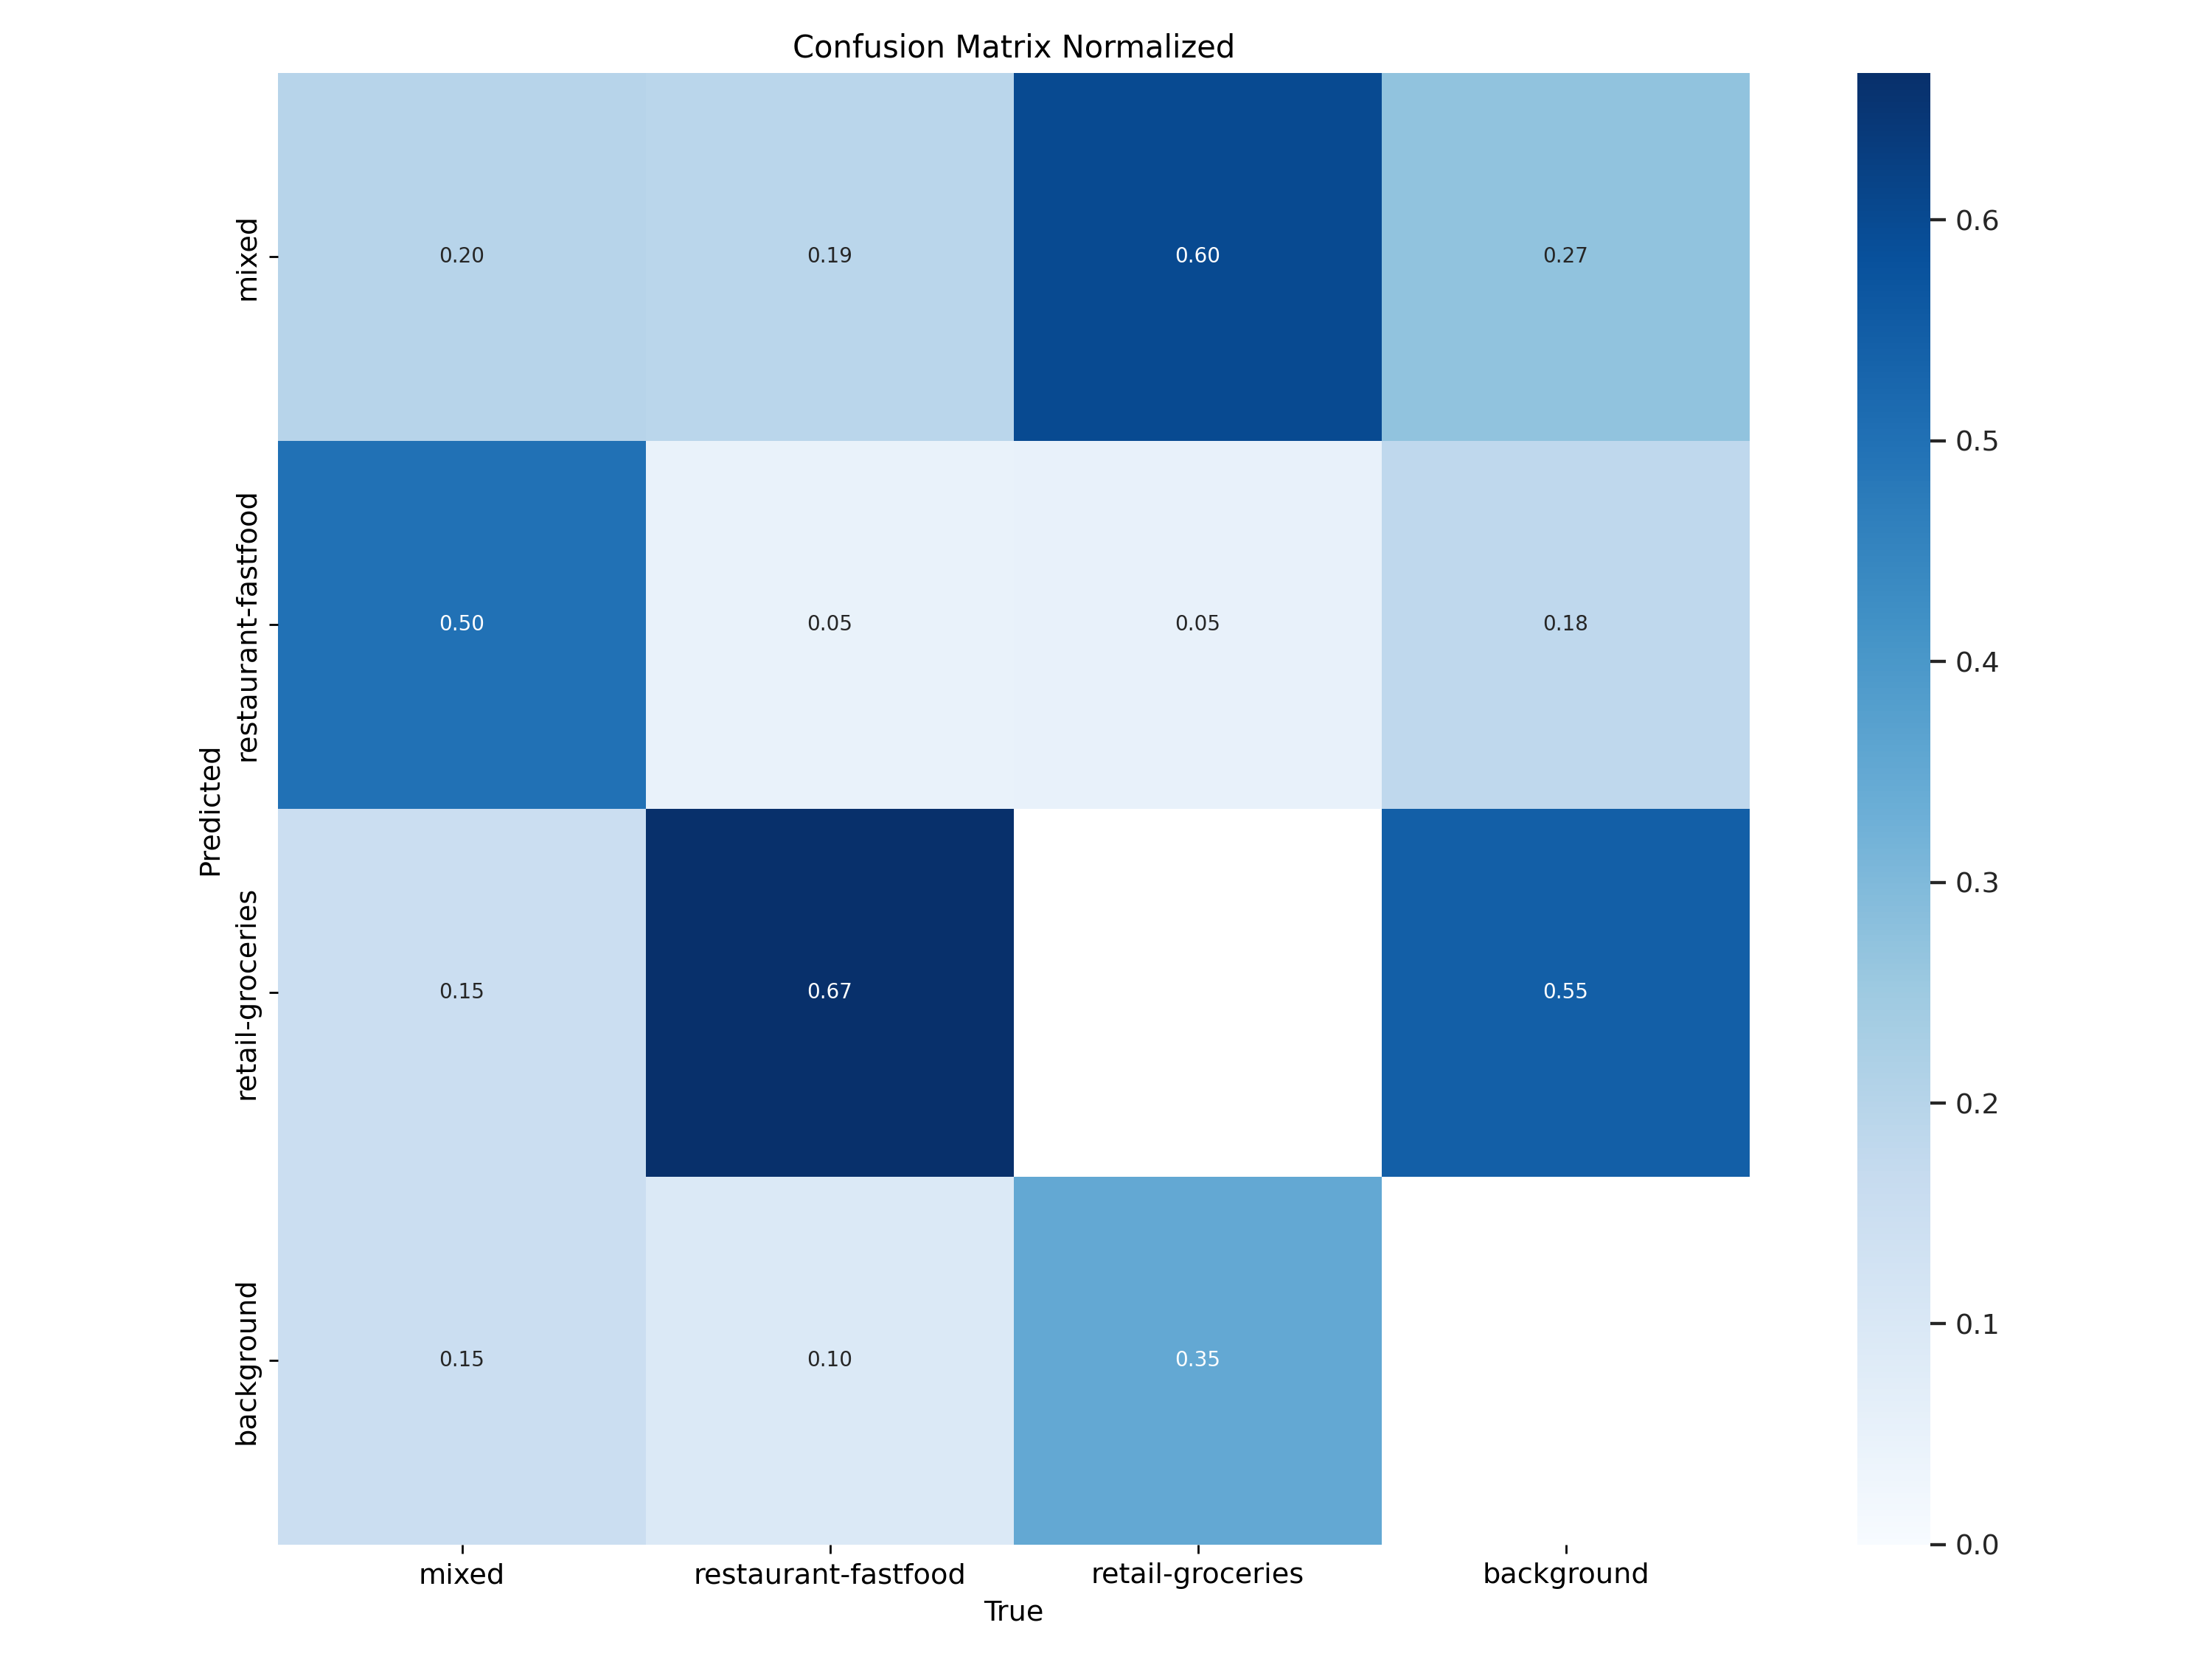 Confusion Matrix Normalized
mixed
0.20
0.19
0.60
0.27
restaurant-fastfood
0.50
0.05
0.05
0.18
retail-groceries
0.15
0.67
0.55
background
0.15
0.10
0.35
Predicted
mixed
restaurant-fastfood
retail-groceries
background
True
0.6
0.5
0.4
0.3
0.2
0.1
0.0